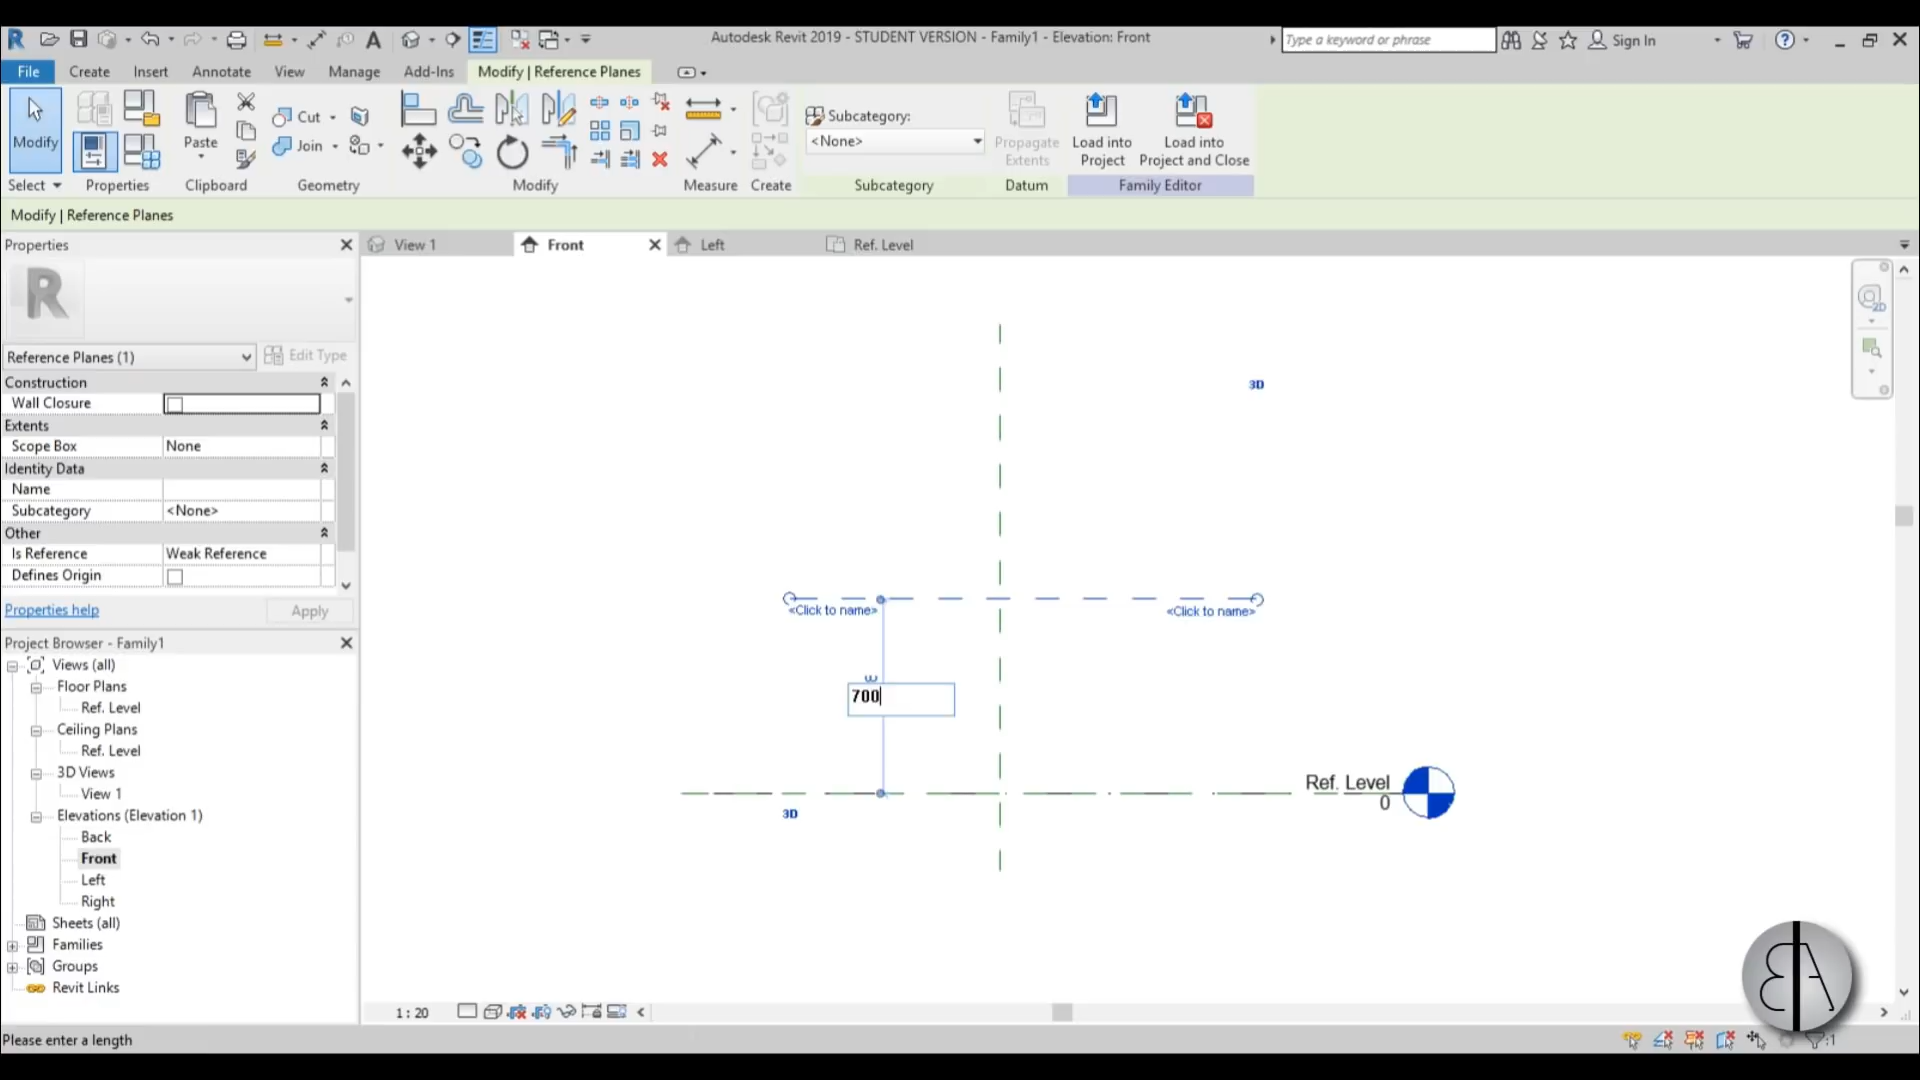 Autodesk Revit 2019 - STUDENT VERSION - Family1 - Elevation: Front
Type a keyword or phrase
Sign In
File
Create
Insert
Annotate
View
Manage
Add-Ins
Modify | Reference Planes
Modify
Paste
Cut
Join
Subcategory:
<None>
Propagate
Extents
Load into
Project
Load into
Project and Close
Select
Properties
Clipboard
Geometry
Modify
Measure
Create
Subcategory
Datum
Family Editor
Modify | Reference Planes
Properties
View 1
Front
Left
Ref. Level
Reference Planes (1)
Edit Type
Construction
Wall Closure
Extents
Scope Box
None
Identity Data
Name
Subcategory
<None>
Other
Is Reference
Weak Reference
Defines Origin
Properties help
Apply
2D
3D
<Click to name>
<Click to name>
700
3D
Ref. Level
0
Project Browser - Family1
Views (all)
Floor Plans
Ref. Level
Ceiling Plans
Ref. Level
3D Views
View 1
Elevations (Elevation 1)
Back
Front
Left
Right
Sheets (all)
Families
Groups
Revit Links
1 : 20
Please enter a length
:1